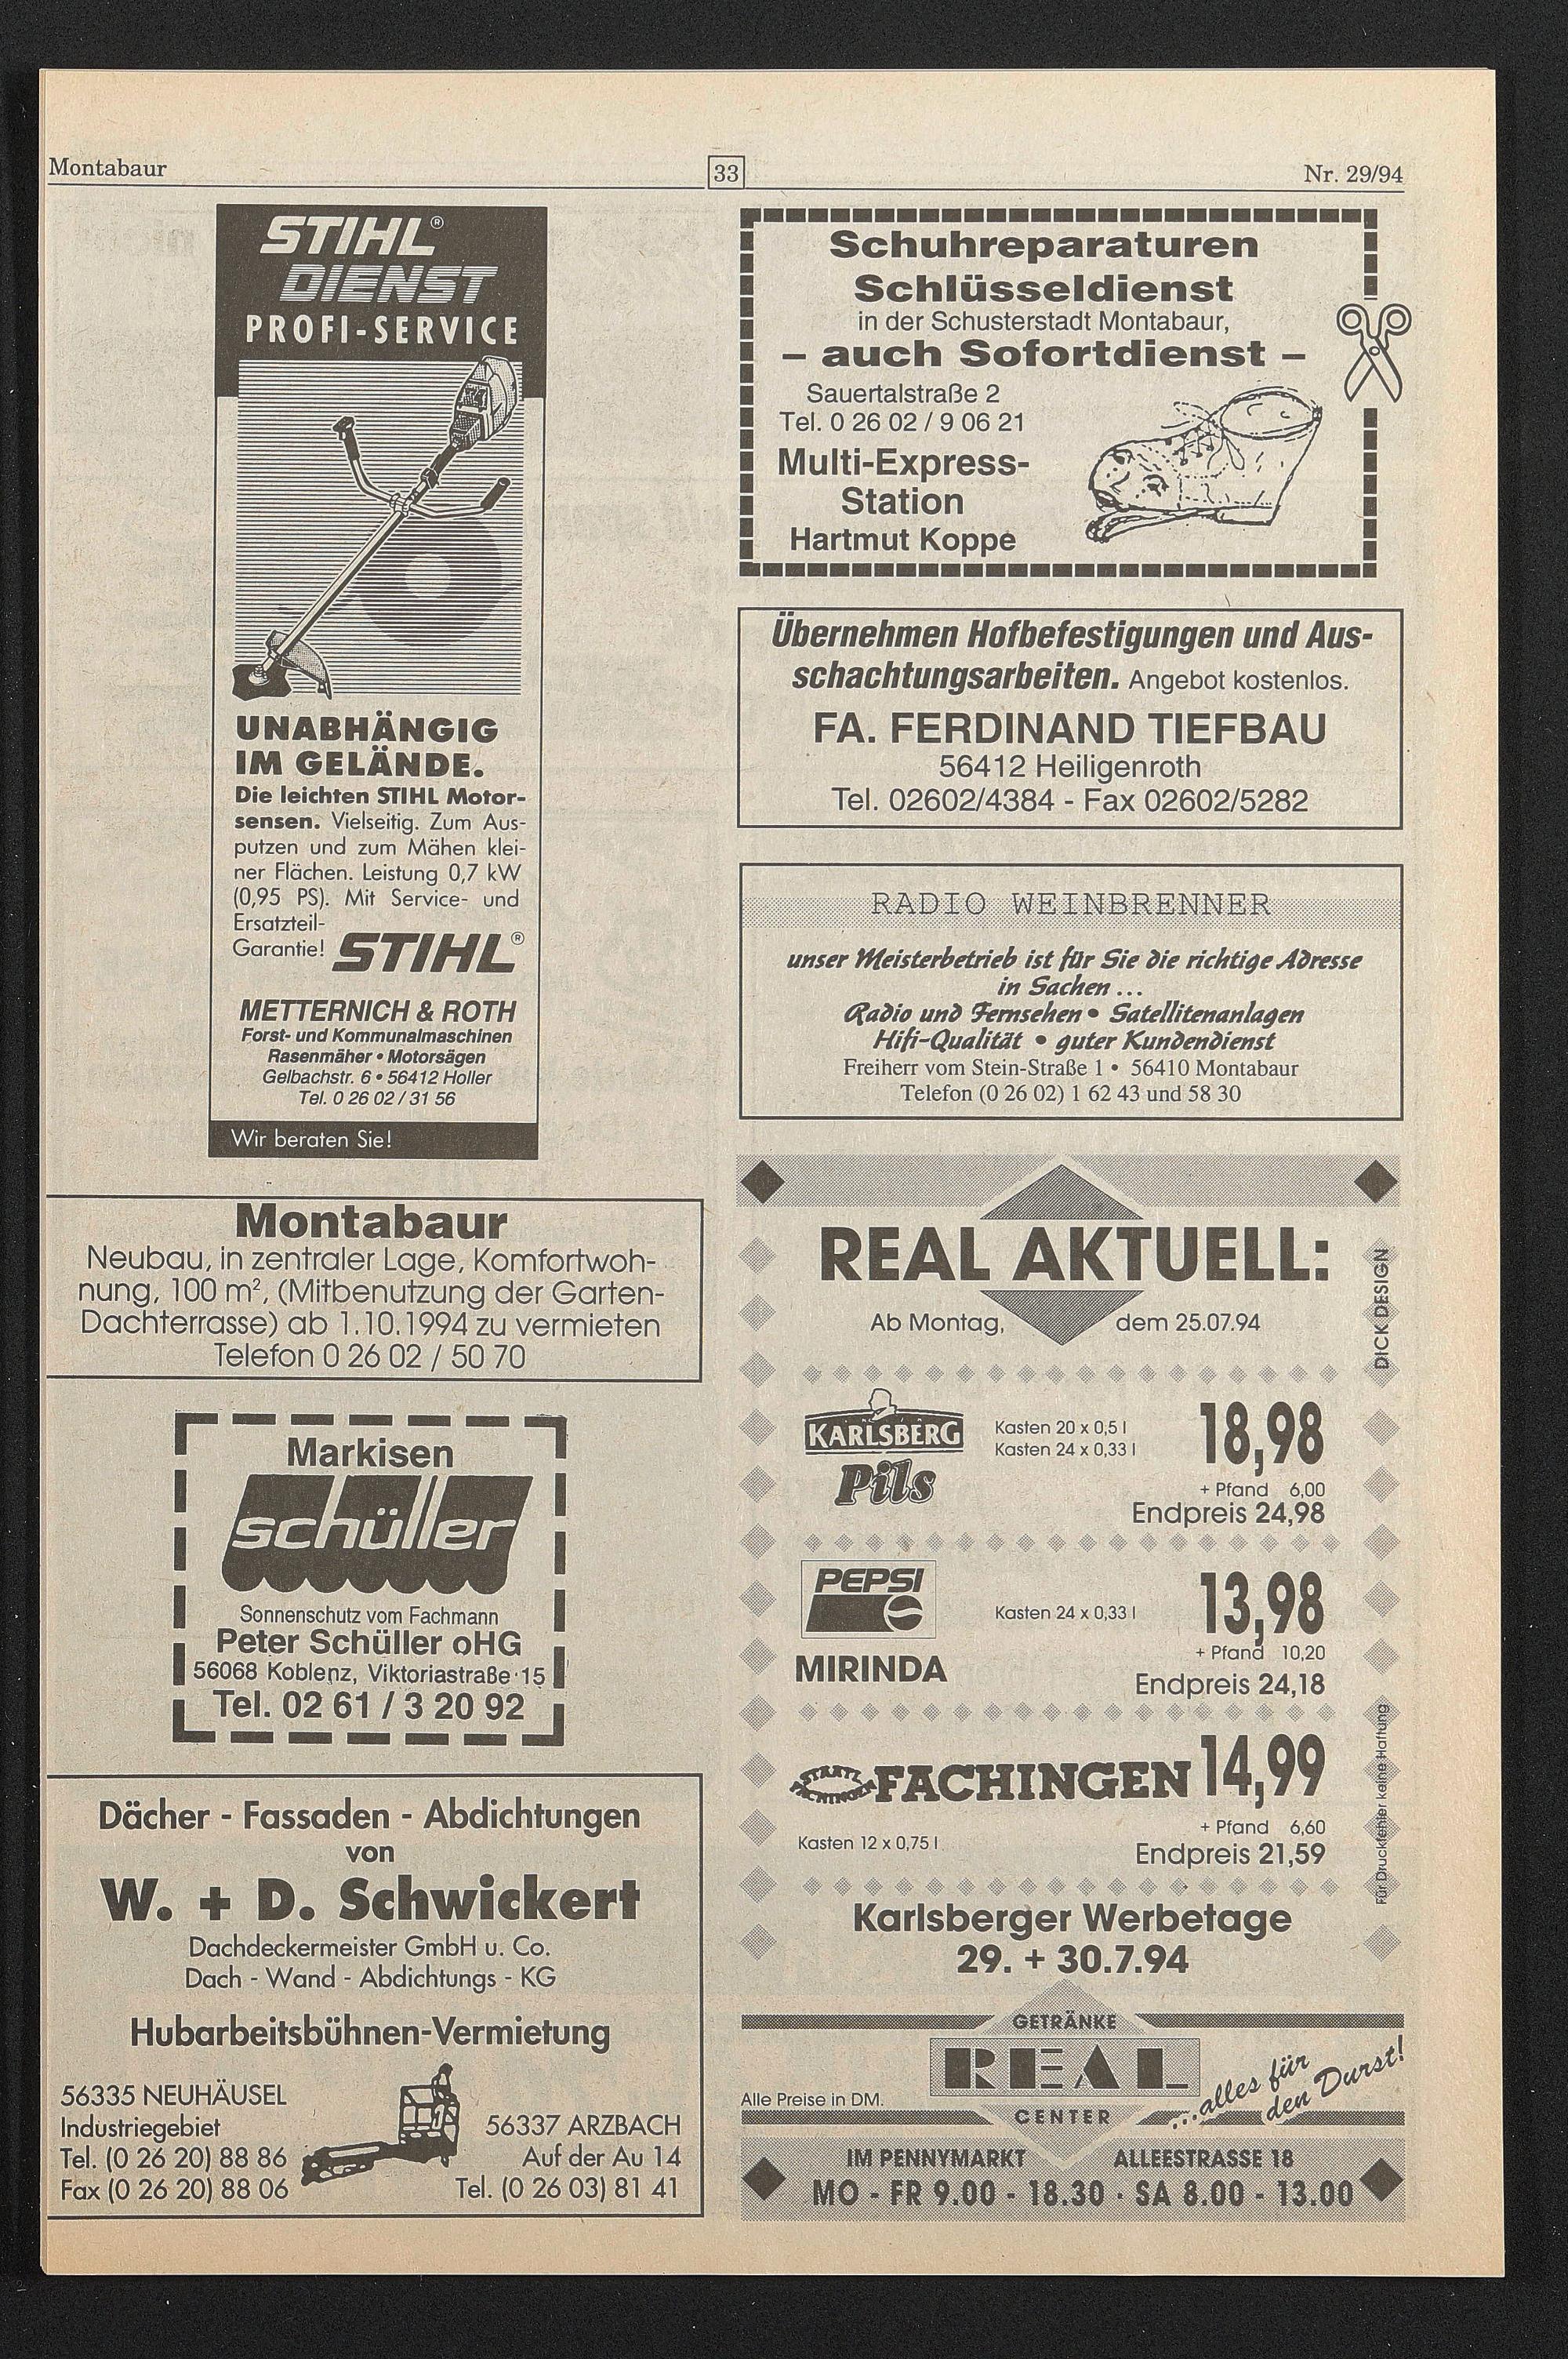 Montabaur
33
Nr. 29/94
STIHL®
DIENST
PROFI-SERVICE
UNABHÄNGIG
IM GELÄNDE.
Die leichten STIHL Motor-
sensen. Vielseitig. Zum Aus-
putzen und zum Mähen klei-
ner Flächen. Leistung 0,7 kW
(0,95 PS). Mit Service- und
Ersatzteil-
Garantie! STIHL®
METTERNICH & ROTH
Forst- und Kommunalmaschinen
Rasenmäher • Motorsägen
Gelbachstr. 6 • 56412 Holler
Tel. 0 26 02 / 31 56
Wir beraten Sie!
Montabaur
Neubau, in zentraler Lage, Komfortwoh-
nung, 100 m², (Mitbenutzung der Garten-
Dachterrasse) ab 1.10.1994 zu vermieten
Telefon 0 26 02 / 50 70
Markisen
schüller
Sonnenschutz vom Fachmann
Peter Schüller oHG
56068 Koblenz, Viktoriastraße 15
Tel. 02 61 / 3 20 92
Dächer - Fassaden - Abdichtungen
von
W. + D. Schwickert
Dachdeckermeister GmbH u. Co.
Dach - Wand - Abdichtungs - KG
Hubarbeitsbühnen-Vermietung
56335 NEUHÄUSEL
Industriegebiet
Tel. (0 26 20) 88 86
Fax (0 26 20) 88 06
56337 ARZBACH
Auf der Au 14
Tel. (0 26 03) 81 41
Schuhreparaturen
Schlüsseldienst
in der Schusterstadt Montabaur,
– auch Sofortdienst –
Sauertalstraße 2
Tel. 0 26 02 / 9 06 21
Multi-Express-
Station
Hartmut Koppe
Übernehmen Hofbefestigungen und Aus-
schachtungsarbeiten. Angebot kostenlos.
FA. FERDINAND TIEFBAU
56412 Heiligenroth
Tel. 02602/4384 - Fax 02602/5282
RADIO WEINBRENNER
unser Meisterbetrieb ist für Sie die richtige Adresse
in Sachen ...
Radio und Fernsehen • Satellitenanlagen
Hifi-Qualität • guter Kundendienst
Freiherr vom Stein-Straße 1 • 56410 Montabaur
Telefon (0 26 02) 1 62 43 und 58 30
REAL AKTUELL:
Ab Montag, dem 25.07.94
DICK DESIGN
KARLSBERG
Pils
Kasten 20 x 0,5 l
Kasten 24 x 0,33 l
18,98
+ Pfand 6,00
Endpreis 24,98
PEPSI
MIRINDA
Kasten 24 x 0,33 l
13,98
+ Pfand 10,20
Endpreis 24,18
STAATL. FACHINGEN
FACHINGEN 14,99
Kasten 12 x 0,75 l
+ Pfand 6,60
Endpreis 21,59
Für Druckfehler keine Haftung
Karlsberger Werbetage
29. + 30.7.94
GETRÄNKE
REAL
CENTER
Alle Preise in DM.
...alles für
den Durst!
IM PENNYMARKT ALLEESTRASSE 18
MO - FR 9.00 - 18.30 · SA 8.00 - 13.00